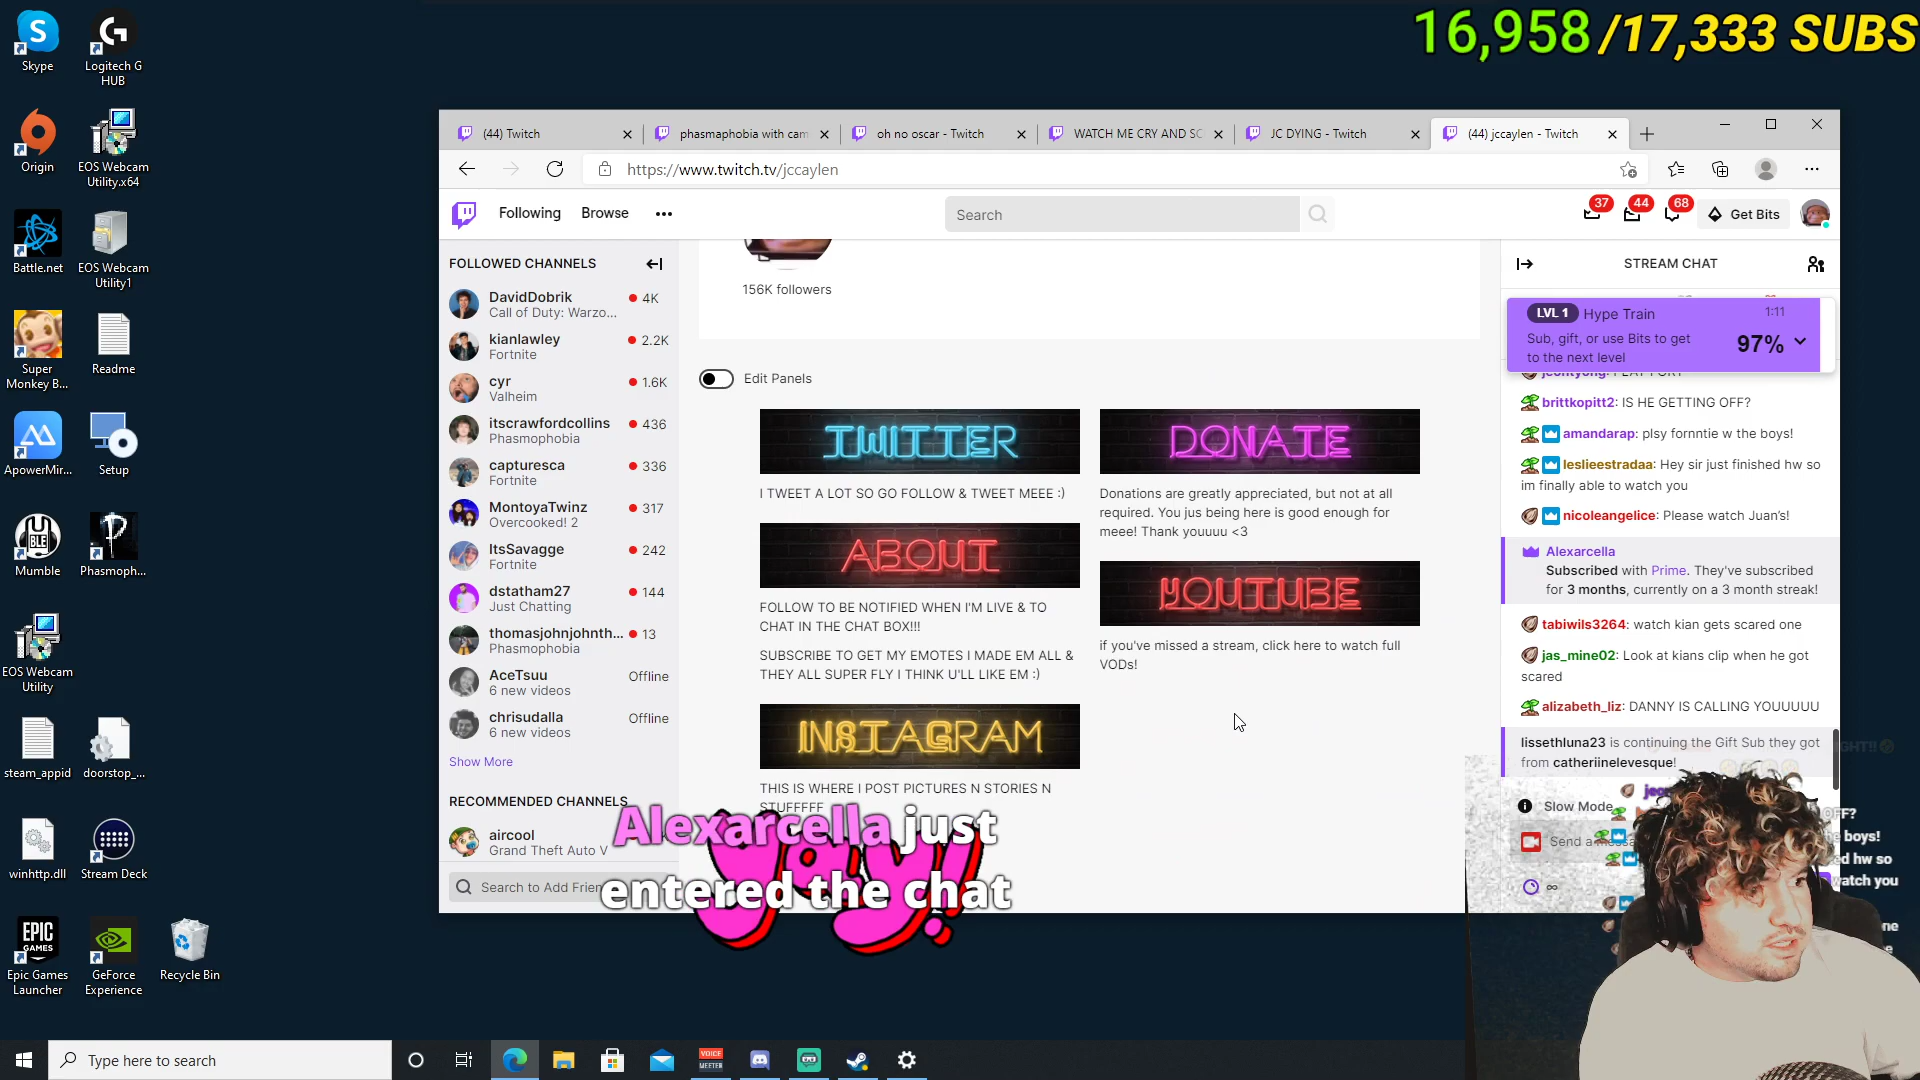 16,958 /17,333 SUBS
Skype
Logitech G
HUB
Origin
EOS Webcam
Utility.x64
Battle.net
EOS Webcam
Utility1
Super
Monkey B...
Readme
ApowerMir...
Setup
Mumble
Phasmoph...
EOS Webcam
Utility
steam_appid
doorstop_...
winhttp.dll
Stream Deck
Epic Games
Launcher
GeForce
Experience
Recycle Bin
(44) Twitch
phasmaphobia with cam
oh no oscar - Twitch
WATCH ME CRY AND SC
JC DYING - Twitch
(44) jccaylen - Twitch
https://www.twitch.tv/jccaylen
Following
Browse
Search
37
44
68
Get Bits
FOLLOWED CHANNELS
DavidDobrik
4K
Call of Duty: Warzo...
kianlawley
2.2K
Fortnite
cyr
1.6K
Valheim
itscrawfordcollins
436
Phasmophobia
capturesca
336
Fortnite
MontoyaTwinz
317
Overcooked! 2
ItsSavagge
242
Fortnite
dstatham27
144
Just Chatting
thomasjohnjohnth...
13
Phasmophobia
AceTsuu
Offline
6 new videos
chrisudalla
Offline
6 new videos
Show More
RECOMMENDED CHANNELS
aircool
Grand Theft Auto V
Search to Add Frien
156K followers
Edit Panels
TWITTER
I TWEET A LOT SO GO FOLLOW & TWEET MEEE :)
ABOUT
FOLLOW TO BE NOTIFIED WHEN I'M LIVE & TO
CHAT IN THE CHAT BOX!!!
SUBSCRIBE TO GET MY EMOTES I MADE EM ALL &
THEY ALL SUPER FLY I THINK U'LL LIKE EM :)
INSTAGRAM
THIS IS WHERE I POST PICTURES N STORIES N
STUFFFFF
DONATE
Donations are greatly appreciated, but not at all
required. You jus being here is good enough for
meee! Thank youuuu <3
YOUTUBE
if you've missed a stream, click here to watch full
VODs!
yay!
Alexarcella just
entered the chat
STREAM CHAT
LVL 1 Hype Train
1:11
Sub, gift, or use Bits to get
to the next level
97%
brittkopitt2: IS HE GETTING OFF?
amandarap: plsy fornntie w the boys!
leslieestradaa: Hey sir just finished hw so
im finally able to watch you
nicoleangelice: Please watch Juan's!
Alexarcella
Subscribed with Prime. They've subscribed
for 3 months, currently on a 3 month streak!
tabiwils3264: watch kian gets scared one
jas_mine02: Look at kians clip when he got
scared
alizabeth_liz: DANNY IS CALLING YOUUUUU
lissethluna23 is continuing the Gift Sub they got
from catheriinelevesque!
Slow Mode
Send a
OFF?
boys!
ed hw so
watch you
Type here to search
VOICE
MEETER
EPIC
GAMES